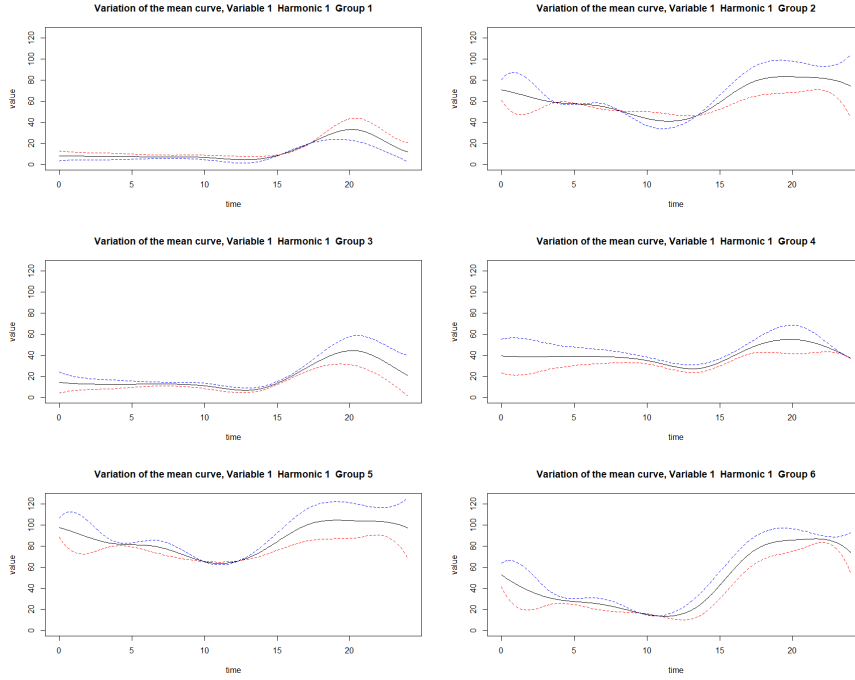 Variation of the mean curve, Variable 1 Harmonic 1 Group 1
value
0 20 40 60 80 100 120
0 5 10 15 20
time
Variation of the mean curve, Variable 1 Harmonic 1 Group 2
value
0 20 40 60 80 100 120
0 5 10 15 20
time
Variation of the mean curve, Variable 1 Harmonic 1 Group 3
value
0 20 40 60 80 100 120
0 5 10 15 20
time
Variation of the mean curve, Variable 1 Harmonic 1 Group 4
value
0 20 40 60 80 100 120
0 5 10 15 20
time
Variation of the mean curve, Variable 1 Harmonic 1 Group 5
value
0 20 40 60 80 100 120
0 5 10 15 20
time
Variation of the mean curve, Variable 1 Harmonic 1 Group 6
value
0 20 40 60 80 100 120
0 5 10 15 20
time